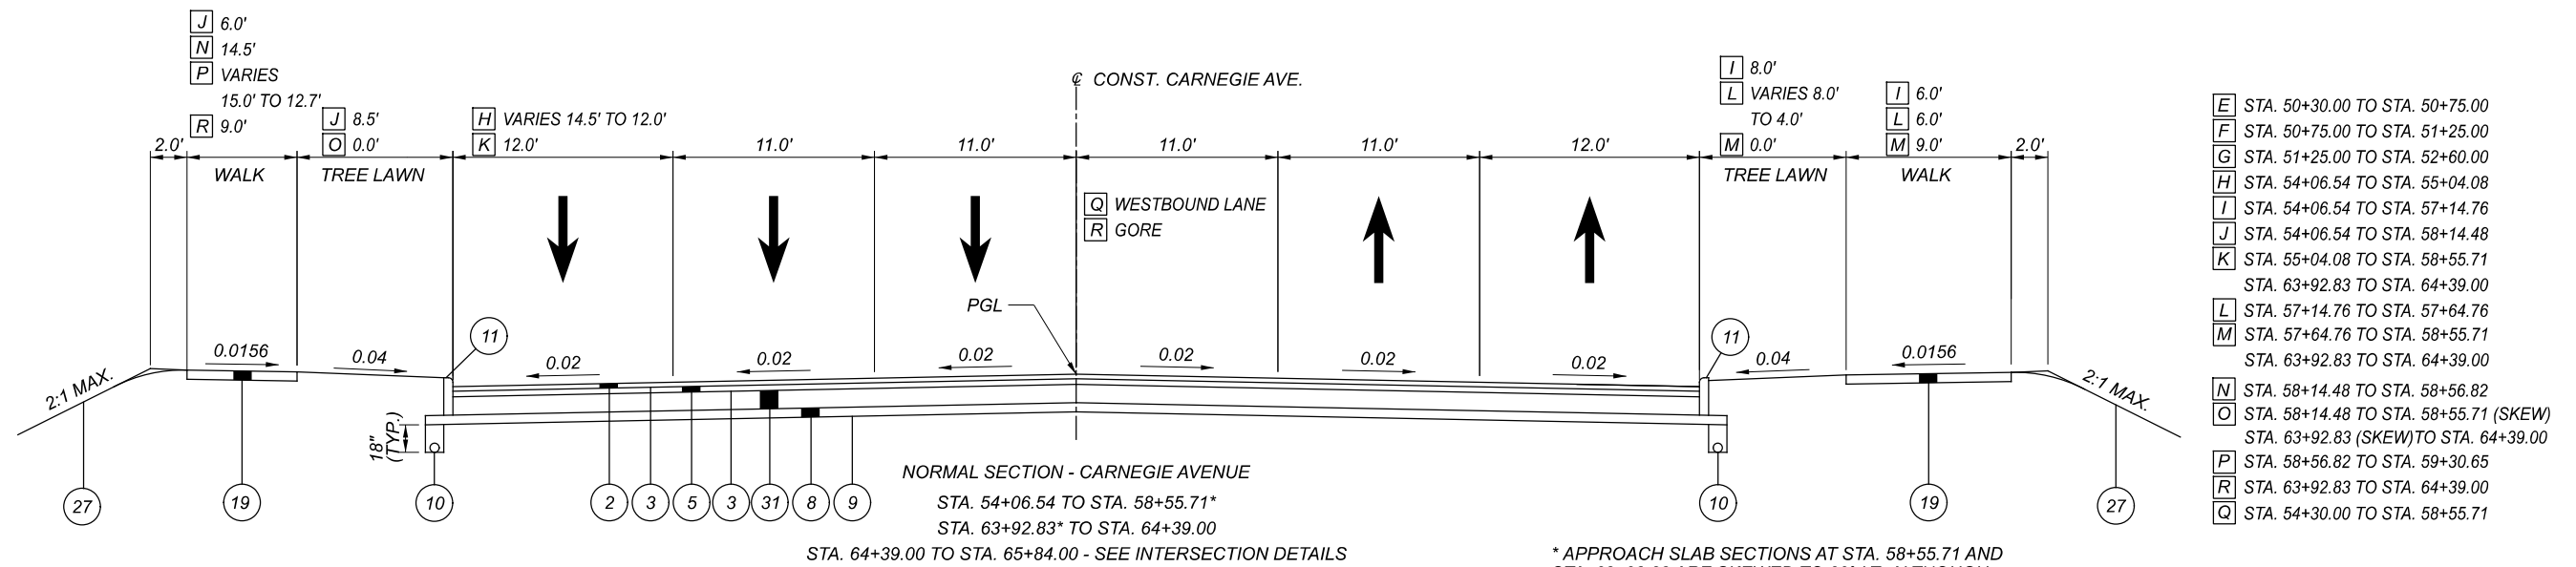 J 6.0'
N 14.5'
P VARIES
15.0' TO 12.7'
R 9.0'
J 8.5'
O 0.0'
H VARIES 14.5' TO 12.0'
K 12.0'
℄ CONST. CARNEGIE AVE.
I 8.0'
L VARIES 8.0'
TO 4.0'
M 0.0'
I 6.0'
L 6.0'
M 9.0'
2.0' 11.0' 11.0' 11.0' 11.0' 12.0' 2.0'
WALK TREE LAWN TREE LAWN WALK
Q WESTBOUND LANE
R GORE
PGL
11 11
2:1 MAX. 0.0156 0.04 0.02 0.02 0.02 0.02 0.02 0.02 0.04 0.0156 2:1 MAX.
18"
(TYP.)
27 19 10 2 3 5 3 31 8 9 10 19 27
NORMAL SECTION - CARNEGIE AVENUE
STA. 54+06.54 TO STA. 58+55.71*
STA. 63+92.83* TO STA. 64+39.00
STA. 64+39.00 TO STA. 65+84.00 - SEE INTERSECTION DETAILS
* APPROACH SLAB SECTIONS AT STA. 58+55.71 AND
E STA. 50+30.00 TO STA. 50+75.00
F STA. 50+75.00 TO STA. 51+25.00
G STA. 51+25.00 TO STA. 52+60.00
H STA. 54+06.54 TO STA. 55+04.08
I STA. 54+06.54 TO STA. 57+14.76
J STA. 54+06.54 TO STA. 58+14.48
K STA. 55+04.08 TO STA. 58+55.71
STA. 63+92.83 TO STA. 64+39.00
L STA. 57+14.76 TO STA. 57+64.76
M STA. 57+64.76 TO STA. 58+55.71
STA. 63+92.83 TO STA. 64+39.00
N STA. 58+14.48 TO STA. 58+56.82
O STA. 58+14.48 TO STA. 58+55.71 (SKEW)
STA. 63+92.83 (SKEW)TO STA. 64+39.00
P STA. 58+56.82 TO STA. 59+30.65
R STA. 63+92.83 TO STA. 64+39.00
Q STA. 54+30.00 TO STA. 58+55.71